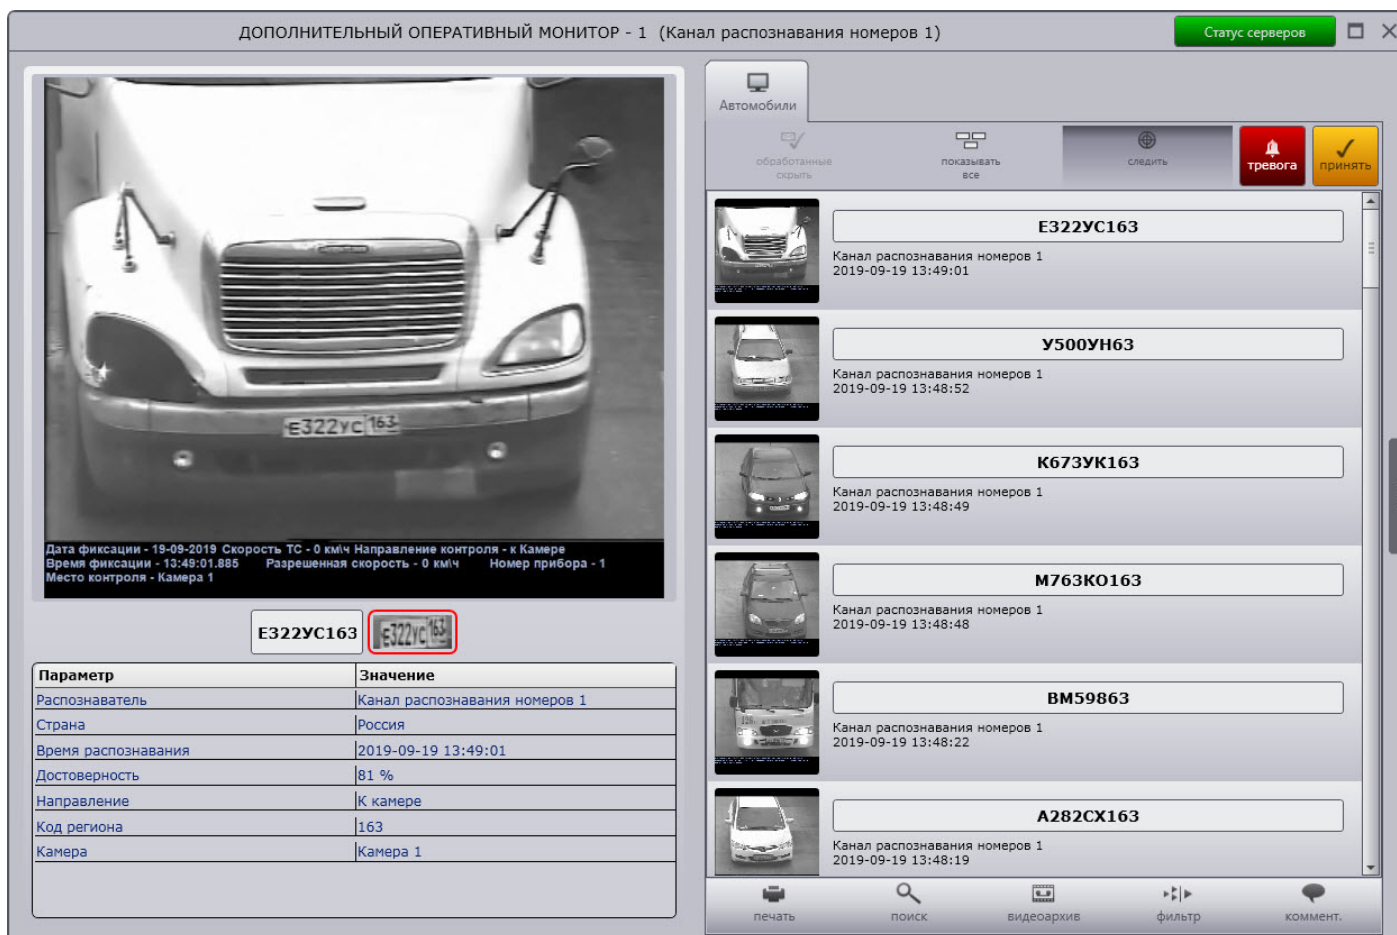 ДОПОЛНИТЕЛЬНЫЙ ОПЕРАТИВНЫЙ МОНИТОР - 1 (Канал распознавания номеров 1)
Статус серверов
Е322УС 163
Дата фиксации - 19-09-2019 Скорость ТС - 0 км\ч Направление контроля - к Камере
Время фиксации - 13:49:01.885 Разрешенная скорость - 0 км\ч Номер прибора - 1
Место контроля - Камера 1
Е322УС163
Е322УС 163
Параметр Значение
Распознаватель Канал распознавания номеров 1
Страна Россия
Время распознавания 2019-09-19 13:49:01
Достоверность 81 %
Направление К камере
Код региона 163
Камера Камера 1
Автомобили
обработанные
скрыть
показывать
все
следить
тревога
принять
Е322УС163
Канал распознавания номеров 1
2019-09-19 13:49:01
У500УН63
Канал распознавания номеров 1
2019-09-19 13:48:52
К673УК163
Канал распознавания номеров 1
2019-09-19 13:48:49
М763КО163
Канал распознавания номеров 1
2019-09-19 13:48:48
ВМ59863
Канал распознавания номеров 1
2019-09-19 13:48:22
А282СХ163
Канал распознавания номеров 1
2019-09-19 13:48:19
печать
поиск
видеоархив
фильтр
коммент.